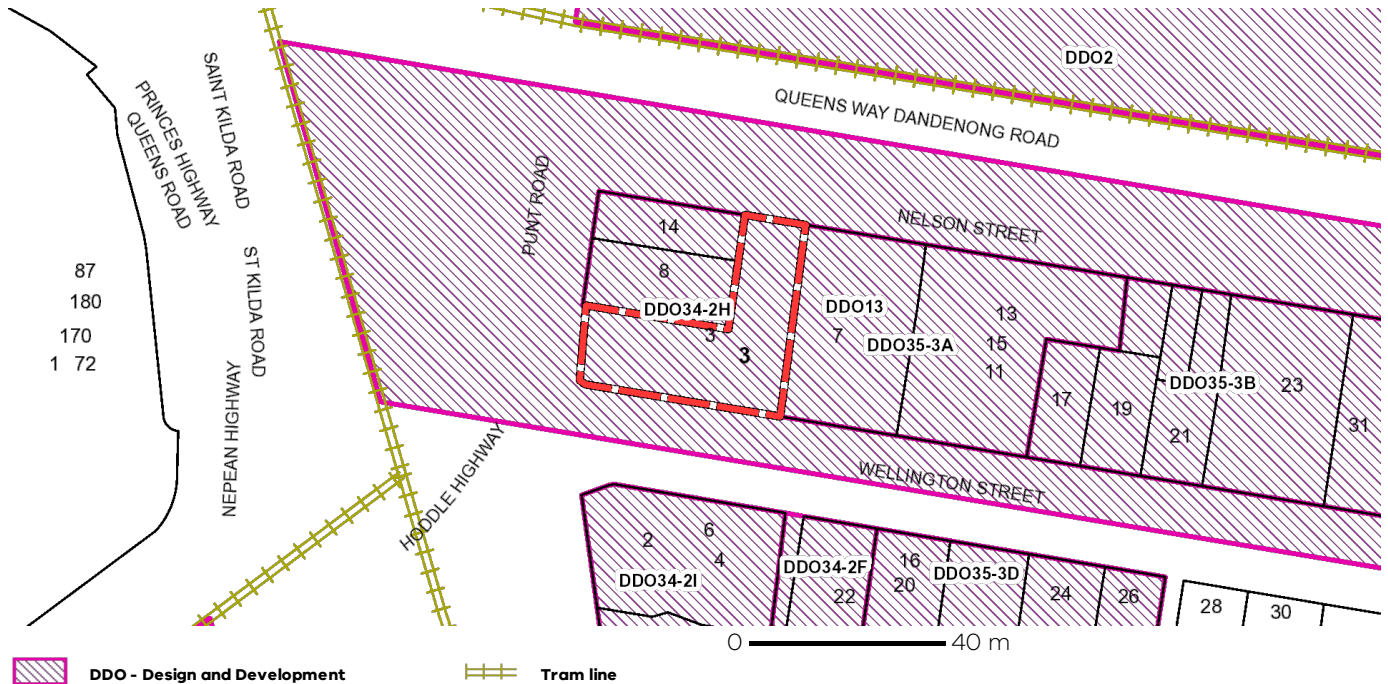 DDO2
QUEENS WAY DANDENONG ROAD
SAINT KILDA ROAD
PRINCES HIGHWAY
QUEENS ROAD
PUNT ROAD
NELSON STREET
14
8
87
180
170
1 72
ST KILDA ROAD
DDO34-2H
3
3
DDO13
7
DDO35-3A
13
15
11
17
19
DDO35-3B
21
23
31
NEPEAN HIGHWAY
HODDLE HIGHWAY
WELLINGTON STREET
2
6
4
DDO34-2I
DDO34-2F
22
16
20
DDO35-3D
24
26
28
30
0 40 m
DDO - Design and Development
Tram line